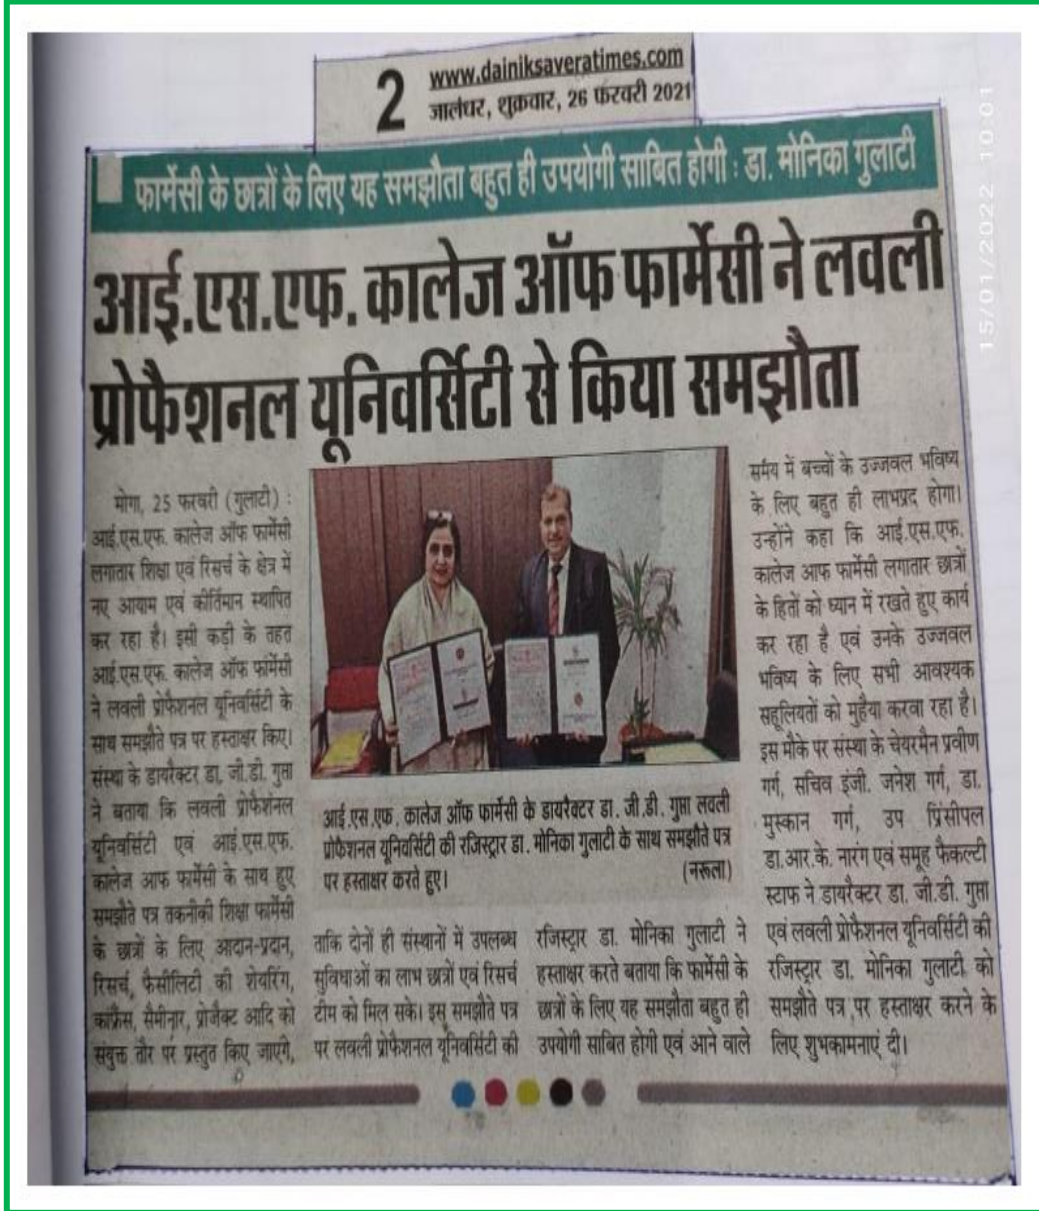 2
www.dainiksaveratimes.com
जालंधर, शुक्रवार, 26 फरवरी 2021
फार्मेसी के छात्रों के लिए यह समझौता बहुत ही उपयोगी साबित होगी : डा. मोनिका गुलाटी
आई.एस.एफ. कालेज ऑफ फार्मेसी ने लवली
प्रोफैशनल यूनिवर्सिटी से किया समझौता
मोगा, 25 फरवरी (गुलाटी) :
आई.एस.एफ. कालेज ऑफ फार्मेसी
लगातार शिक्षा एवं रिसर्च के क्षेत्र में
नए आयाम एवं कीर्तिमान स्थापित
कर रहा है। इसी कड़ी के तहत
आई.एस.एफ. कालेज ऑफ फार्मेसी
ने लवली प्रोफैशनल यूनिवर्सिटी के
साथ समझौते पत्र पर हस्ताक्षर किए।
संस्था के डायरैक्टर डा. जी.डी. गुप्ता
ने बताया कि लवली प्रोफैशनल
यूनिवर्सिटी एवं आई.एस.एफ.
कालेज आफ फार्मेसी के साथ हुए
समझौते पत्र तकनीकी शिक्षा फार्मेसी
के छात्रों के लिए आदान-प्रदान,
रिसर्च, फैसीलिटी की शेयरिंग,
कांफ्रैंस, सैमीनार, प्रोजैक्ट आदि को
संयुक्त तौर पर प्रस्तुत किए जाएंगे,
आई.एस.एफ. कालेज ऑफ फार्मेसी के डायरैक्टर डा. जी.डी. गुप्ता लवली
प्रोफैशनल यूनिवर्सिटी की रजिस्ट्रार डा. मोनिका गुलाटी के साथ समझौते पत्र
पर हस्ताक्षर करते हुए।
(नरूला)
ताकि दोनों ही संस्थानों में उपलब्ध
सुविधाओं का लाभ छात्रों एवं रिसर्च
टीम को मिल सके। इस समझौते पत्र
पर लवली प्रोफैशनल यूनिवर्सिटी की
रजिस्ट्रार डा. मोनिका गुलाटी ने
हस्ताक्षर करते बताया कि फार्मेसी के
छात्रों के लिए यह समझौता बहुत ही
उपयोगी साबित होगी एवं आने वाले
समय में बच्चों के उज्जवल भविष्य
के लिए बहुत ही लाभप्रद होगा।
उन्होंने कहा कि आई.एस.एफ.
कालेज आफ फार्मेसी लगातार छात्रों
के हितों को ध्यान में रखते हुए कार्य
कर रहा है एवं उनके उज्जवल
भविष्य के लिए सभी आवश्यक
सहूलियतों को मुहैया करवा रहा है।
इस मौके पर संस्था के चेयरमैन प्रवीण
गर्ग, सचिव इंजी. जनेश गर्ग, डा.
मुस्कान गर्ग, उप प्रिंसीपल
डा.आर.के. नारंग एवं समूह फैकल्टी
स्टाफ ने डायरैक्टर डा. जी.डी. गुप्ता
एवं लवली प्रोफैशनल यूनिवर्सिटी की
रजिस्ट्रार डा. मोनिका गुलाटी को
समझौते पत्र पर हस्ताक्षर करने के
लिए शुभकामनाएं दी।
15/01/2022 10:01